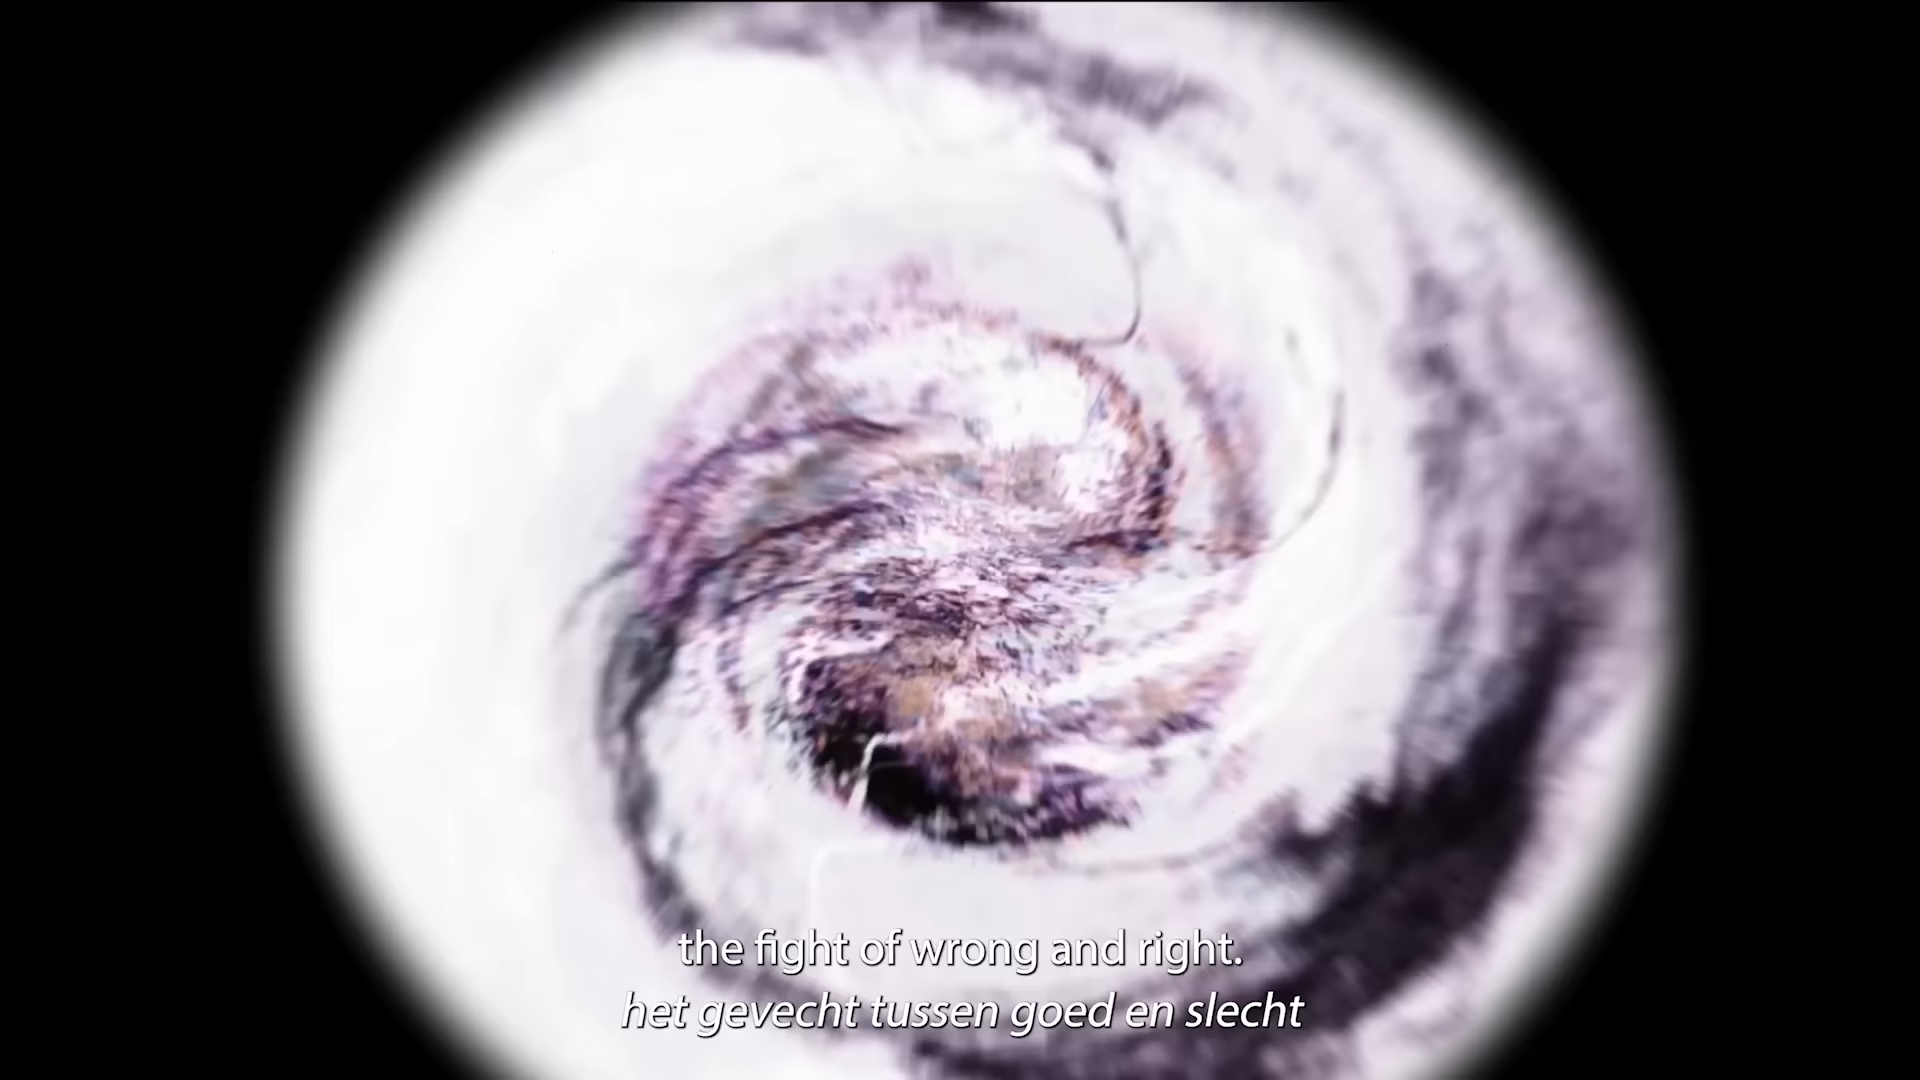 the fight of wrong and right.
het gevecht tussen goed en slecht